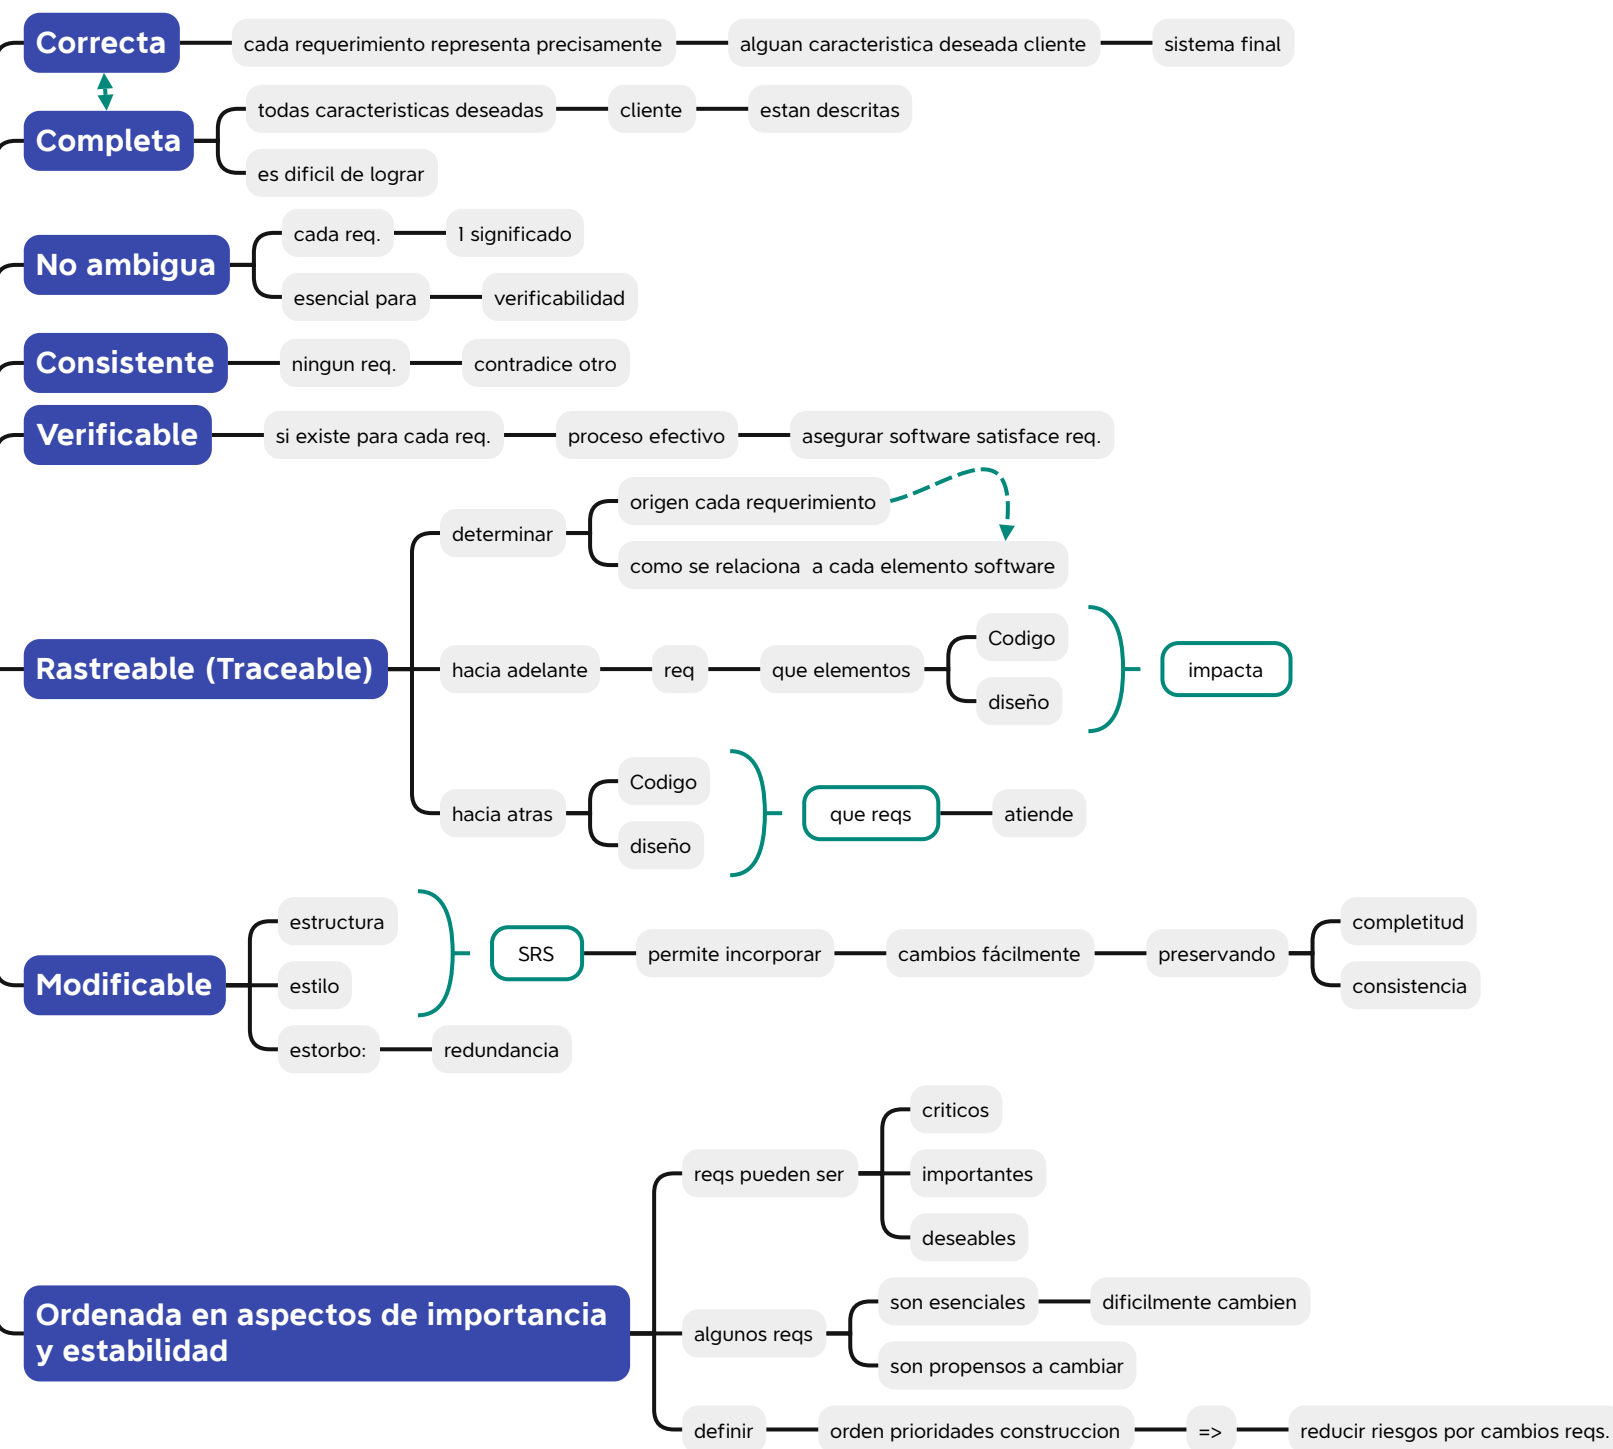 Correcta
cada requerimiento representa precisamente
alguan caracteristica deseada cliente
sistema final
Completa
todas caracteristicas deseadas
cliente
estan descritas
es dificil de lograr
No ambigua
cada req.
1 significado
esencial para
verificabilidad
Consistente
ningun req.
contradice otro
Verificable
si existe para cada req.
proceso efectivo
asegurar software satisface req.
Rastreable (Traceable)
determinar
origen cada requerimiento
como se relaciona a cada elemento software
hacia adelante
req
que elementos
Codigo
diseño
impacta
hacia atras
Codigo
diseño
que reqs
atiende
Modificable
estructura
estilo
SRS
permite incorporar
cambios fácilmente
preservando
completitud
consistencia
estorbo:
redundancia
Ordenada en aspectos de importancia
y estabilidad
reqs pueden ser
criticos
importantes
deseables
algunos reqs
son esenciales
dificilmente cambien
son propensos a cambiar
definir
orden prioridades construccion
=>
reducir riesgos por cambios reqs.